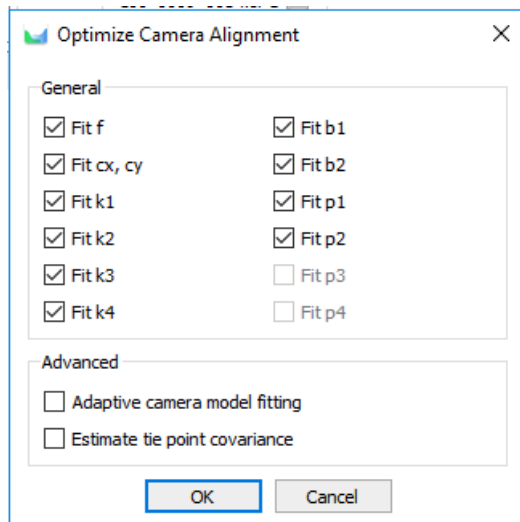 Optimize Camera Alignment
General
Fit f
Fit b1
Fit cx, cy
Fit b2
Fit k1
Fit p1
Fit k2
Fit p2
Fit k3
Fit p3
Fit k4
Fit p4
Advanced
Adaptive camera model fitting
Estimate tie point covariance
OK
Cancel